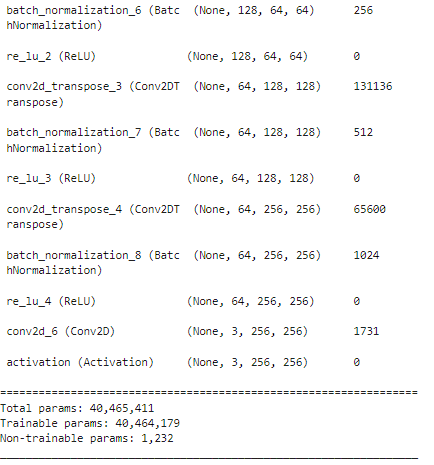 batch_normalization_6 (Batc (None, 128, 64, 64) 256
hNormalization)
re_lu_2 (ReLU) (None, 128, 64, 64) 0
conv2d_transpose_3 (Conv2DT (None, 64, 128, 128) 131136
ranspose)
batch_normalization_7 (Batc (None, 64, 128, 128) 512
hNormalization)
re_lu_3 (ReLU) (None, 64, 128, 128) 0
conv2d_transpose_4 (Conv2DT (None, 64, 256, 256) 65600
ranspose)
batch_normalization_8 (Batc (None, 64, 256, 256) 1024
hNormalization)
re_lu_4 (ReLU) (None, 64, 256, 256) 0
conv2d_6 (Conv2D) (None, 3, 256, 256) 1731
activation (Activation) (None, 3, 256, 256) 0
=================================================================
Total params: 40,465,411
Trainable params: 40,464,179
Non-trainable params: 1,232
_________________________________________________________________